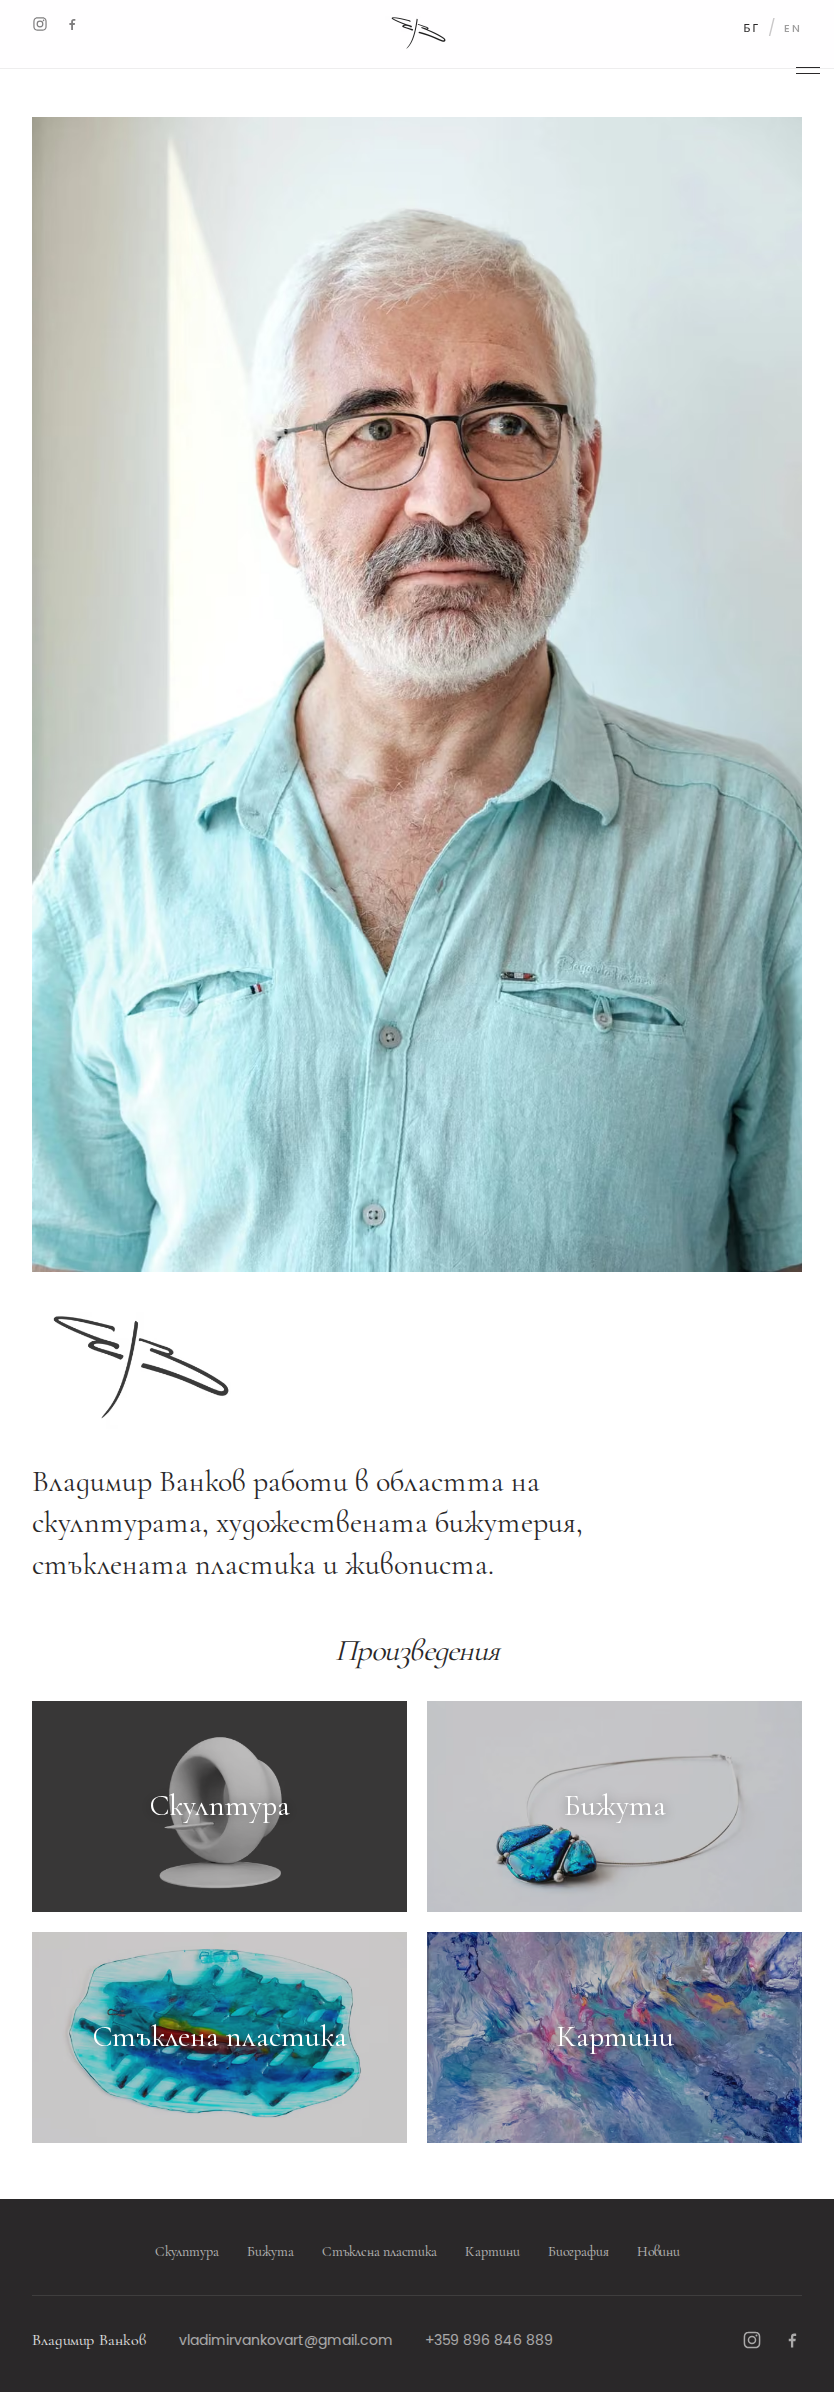 БГ / EN
Владимир Ванков работи в областта на
скулптурата, художествената бижутерия,
стъклената пластика и живописта.
Произведения
Скулптура
Бижута
Стъклена пластика
Картини
Скулптура Бижута Стъклена пластика Картини Биография Новини
Владимир Ванков vladimirvankovart@gmail.com +359 896 846 889